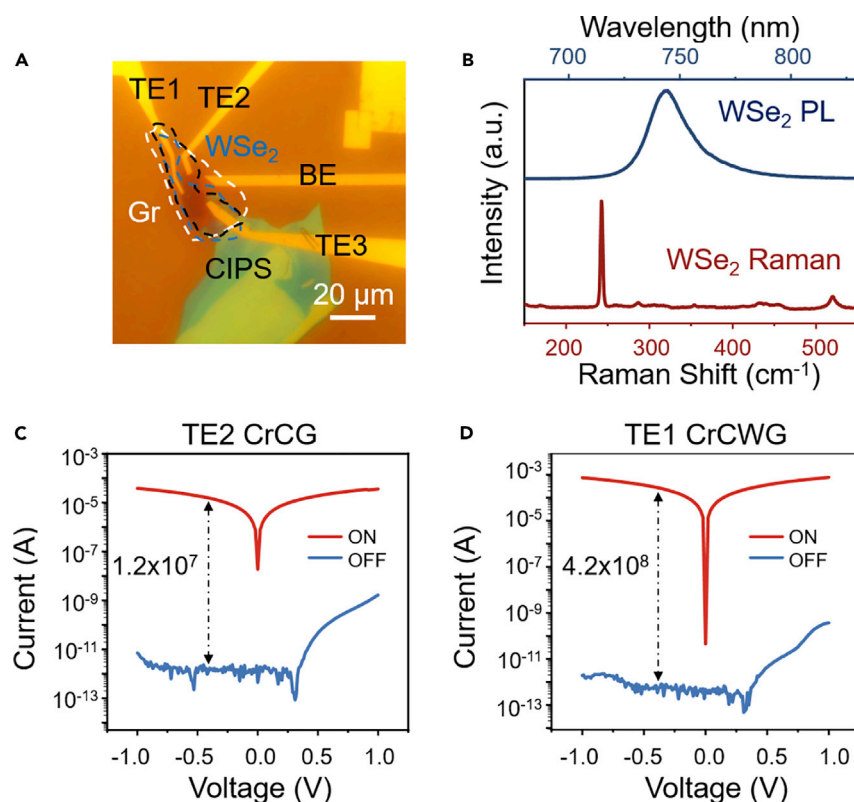 A
TE1
TE2
WSe₂
BE
Gr
TE3
CIPS
20 µm
B
Wavelength (nm)
700 750 800
WSe₂ PL
WSe₂ Raman
Intensity (a.u.)
200 300 400 500
Raman Shift (cm⁻¹)
C
TE2 CrCG
10⁻³
10⁻⁵
10⁻⁷
10⁻⁹
10⁻¹¹
10⁻¹³
Current (A)
1.2x10⁷
ON
OFF
-1.0 -0.5 0.0 0.5 1.0
Voltage (V)
D
TE1 CrCWG
10⁻³
10⁻⁵
10⁻⁷
10⁻⁹
10⁻¹¹
10⁻¹³
Current (A)
4.2x10⁸
ON
OFF
-1.0 -0.5 0.0 0.5 1.0
Voltage (V)